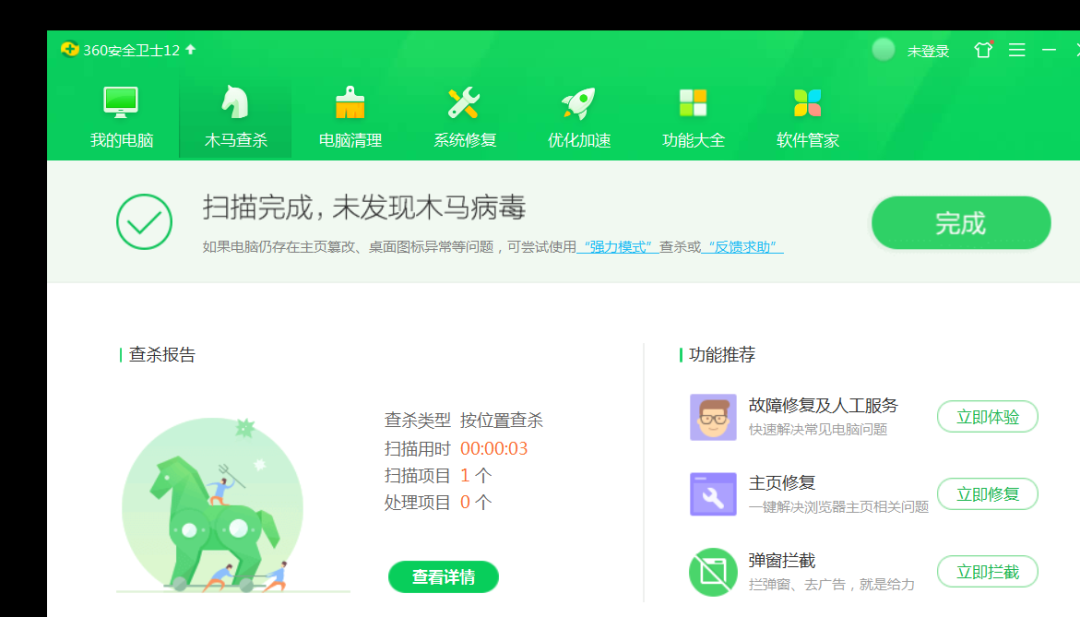 360安全卫士12
未登录
我的电脑
木马查杀
电脑清理
系统修复
优化加速
功能大全
软件管家
扫描完成，未发现木马病毒
如果电脑仍存在主页篡改、桌面图标异常等问题，可尝试使用“强力模式”查杀或“反馈求助”
完成
查杀报告
查杀类型 按位置查杀
扫描用时 00:00:03
扫描项目 1 个
处理项目 0 个
查看详情
功能推荐
故障修复及人工服务
快速解决常见电脑问题
立即体验
主页修复
一键解决浏览器主页相关问题
立即修复
弹窗拦截
拦弹窗、去广告，就是给力
立即拦截